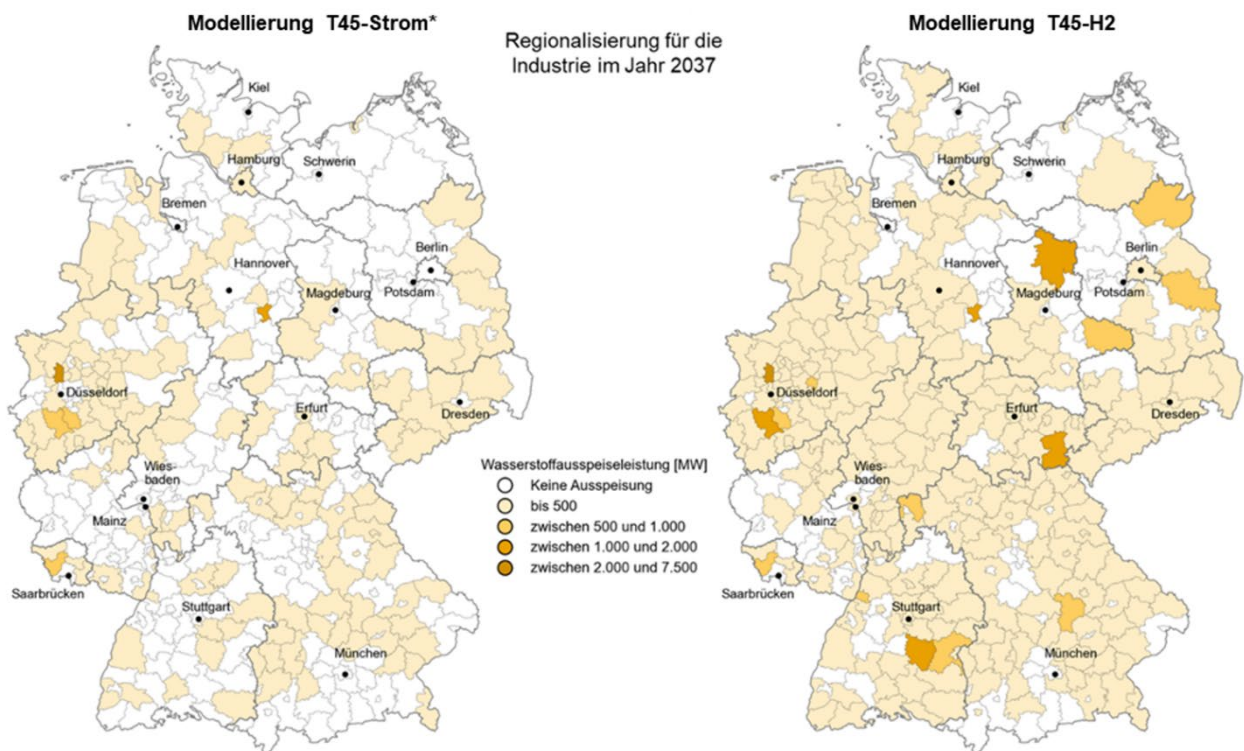 Modellierung T45-Strom*
Regionalisierung für die
Industrie im Jahr 2037
Modellierung T45-H2
Kiel
Hamburg
Schwerin
Bremen
Berlin
Hannover
Potsdam
Magdeburg
Düsseldorf
Erfurt
Dresden
Wies-
baden
Mainz
Saarbrücken
Stuttgart
München
Wasserstoffausspeiseleistung [MW]
Keine Ausspeisung
bis 500
zwischen 500 und 1.000
zwischen 1.000 und 2.000
zwischen 2.000 und 7.500
Kiel
Hamburg
Schwerin
Bremen
Berlin
Hannover
Potsdam
Magdeburg
Düsseldorf
Erfurt
Dresden
Wies-
baden
Mainz
Saarbrücken
Stuttgart
München